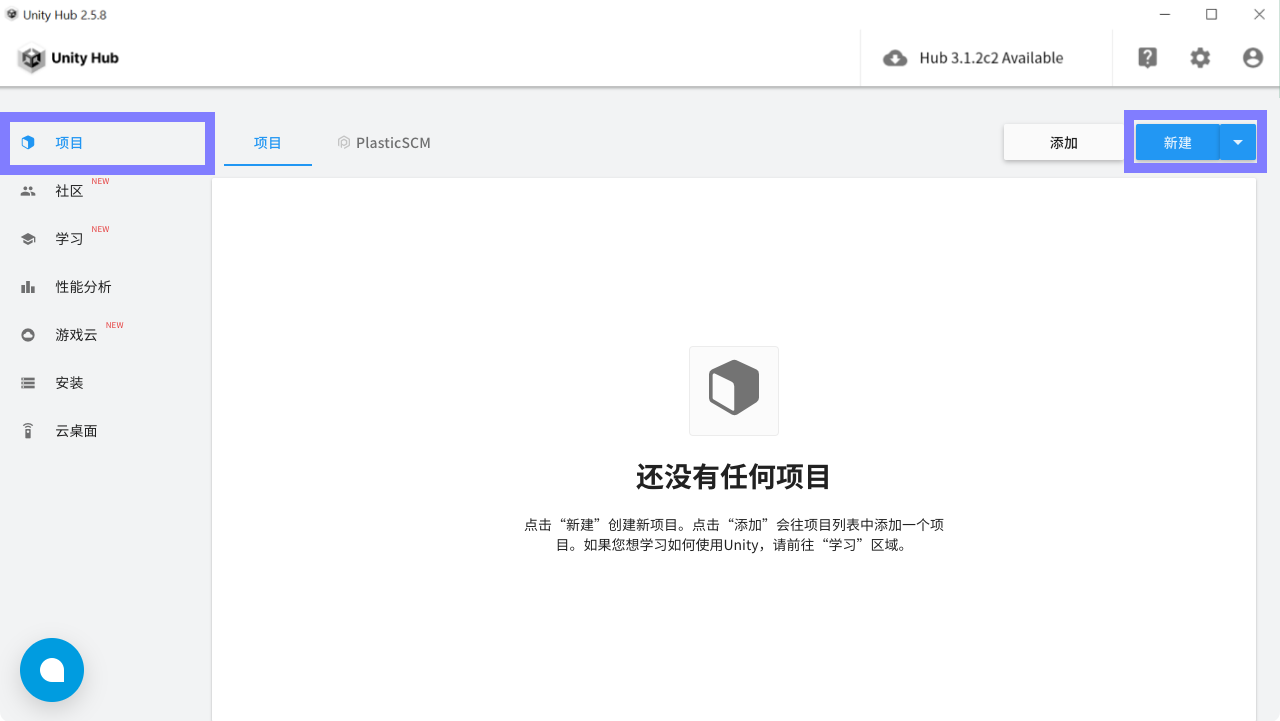 Unity Hub 2.5.8
Unity Hub
Hub 3.1.2c2 Available
项目
社区 NEW
学习 NEW
性能分析
游戏云 NEW
安装
云桌面
项目
PlasticSCM
添加
新建
还没有任何项目
点击“新建”创建新项目。点击“添加”会往项目列表中添加一个项
目。如果您想学习如何使用Unity，请前往“学习”区域。